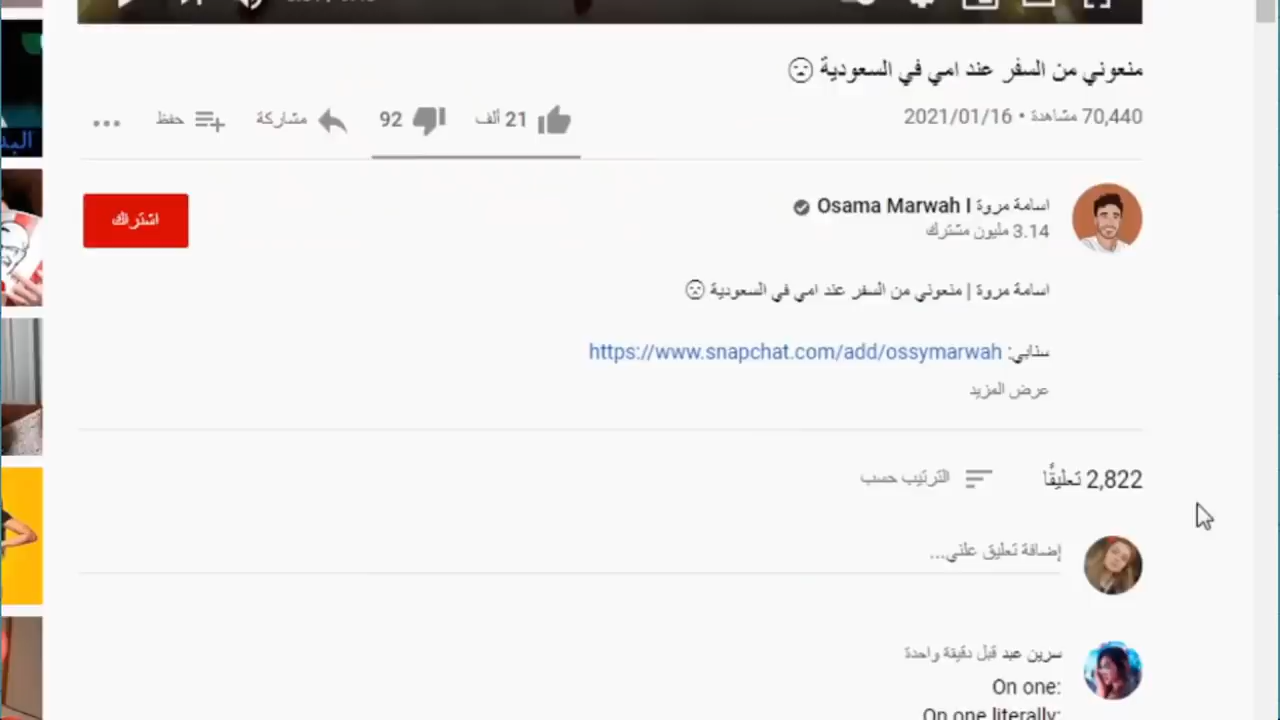 منعوني من السفر عند امي في السعودية 😥
70,440 مشاهدة • 2021/01/16
21 ألف
92
مشاركة
حفظ
اسامة مروة Osama Marwah I
3.14 مليون مشترك
اشتراك
اسامة مروة | منعوني من السفر عند امي في السعودية 😥
سنابي: https://www.snapchat.com/add/ossymarwah
عرض المزيد
2,822 تعليقًا
الترتيب حسب
إضافة تعليق علني...
سرين عبد قبل دقيقة واحدة
On one:
On one literally: